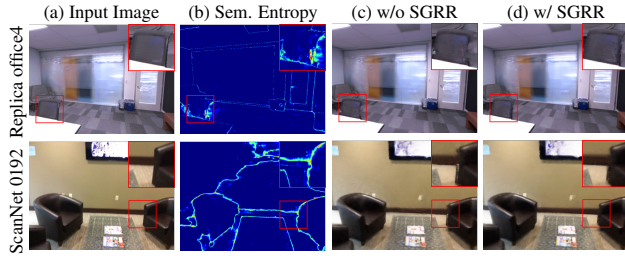 (a) Input Image (b) Sem. Entropy (c) w/o SGRR (d) w/ SGRR
Replica office4
ScanNet 0192